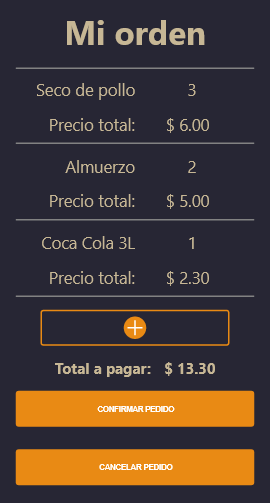 Mi orden
Seco de pollo 3
Precio total: $ 6.00
Almuerzo 2
Precio total: $ 5.00
Coca Cola 3L 1
Precio total: $ 2.30
Total a pagar: $ 13.30
CONFIRMAR PEDIDO
CANCELAR PEDIDO